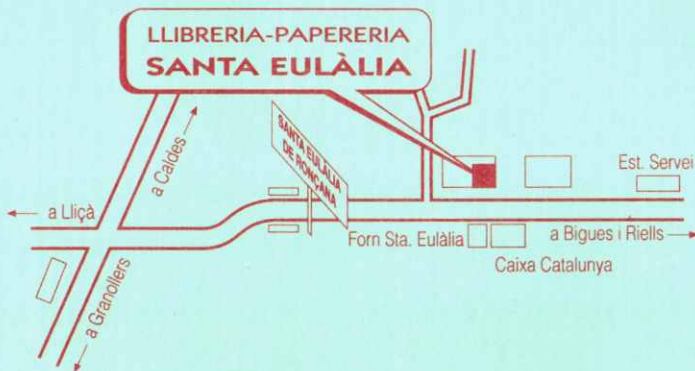 LLIBRERIA-PAPERERIA
SANTA EULÀLIA
a Caldes
SANTA EULÀLIA
DE RONÇANA
Est. Servei
a Lliçà
Forn Sta. Eulàlia
a Bigues i Riells
Caixa Catalunya
a Granollers